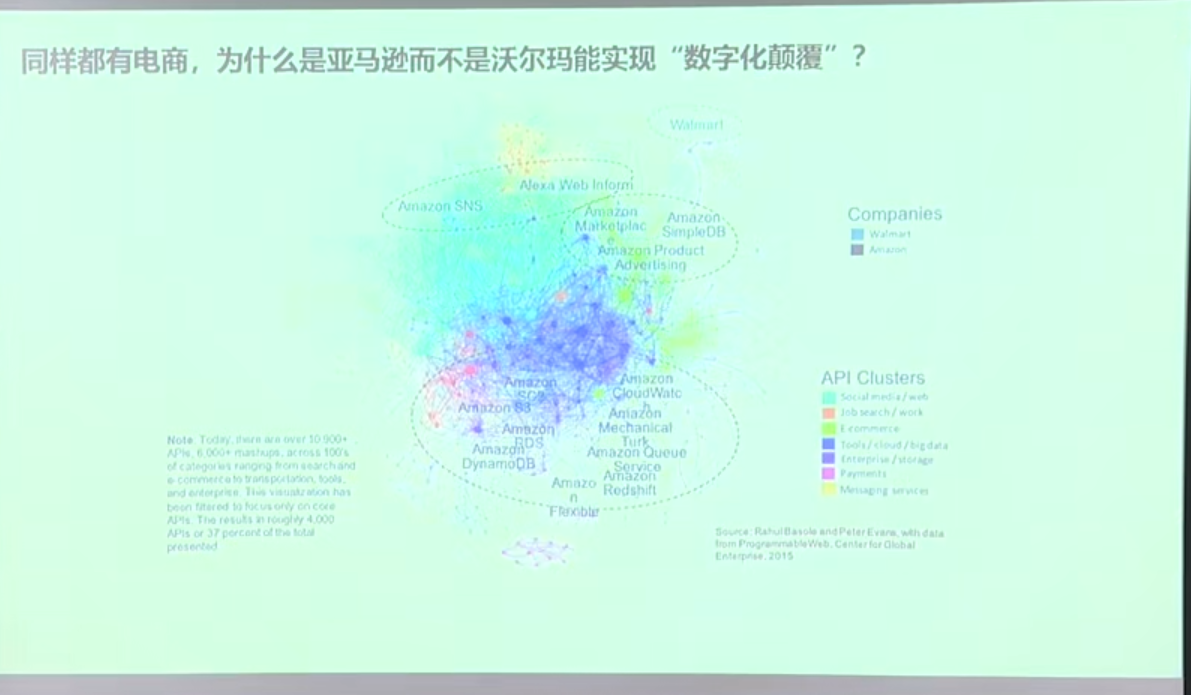 同样都有电商，为什么是亚马逊而不是沃尔玛能实现“数字化颠覆”？
Walmart
Alexa Web Inform
Amazon SNS
Amazon
Marketplac
e
Amazon
SimpleDB
Amazon Product
Advertising
Companies
Walmart
Amazon
Amazon
Amazon S3
Amazon
RDS
Amazon
DynamoDB
Amazo
n
Flexible
Amazon
CloudWatc
h
Amazon
Mechanical
Turk
Amazon Queue
Service
Amazon
Redshift
API Clusters
Social media / web
Job search / work
E-commerce
Tools / cloud / big data
Enterprise / storage
Payments
Messaging services
Note: Today, there are over 10,900+
APIs, 6,000+ mashups, across 100's
of categories ranging from search and
e-commerce to transportation, tools,
and enterprise. This visualization has
been filtered to focus only on core
APIs. The results in roughly 4,000
APIs or 37 percent of the total
presented
Source: Rahul Basole and Peter Evans, with data
from ProgrammableWeb, Center for Global
Enterprise, 2015